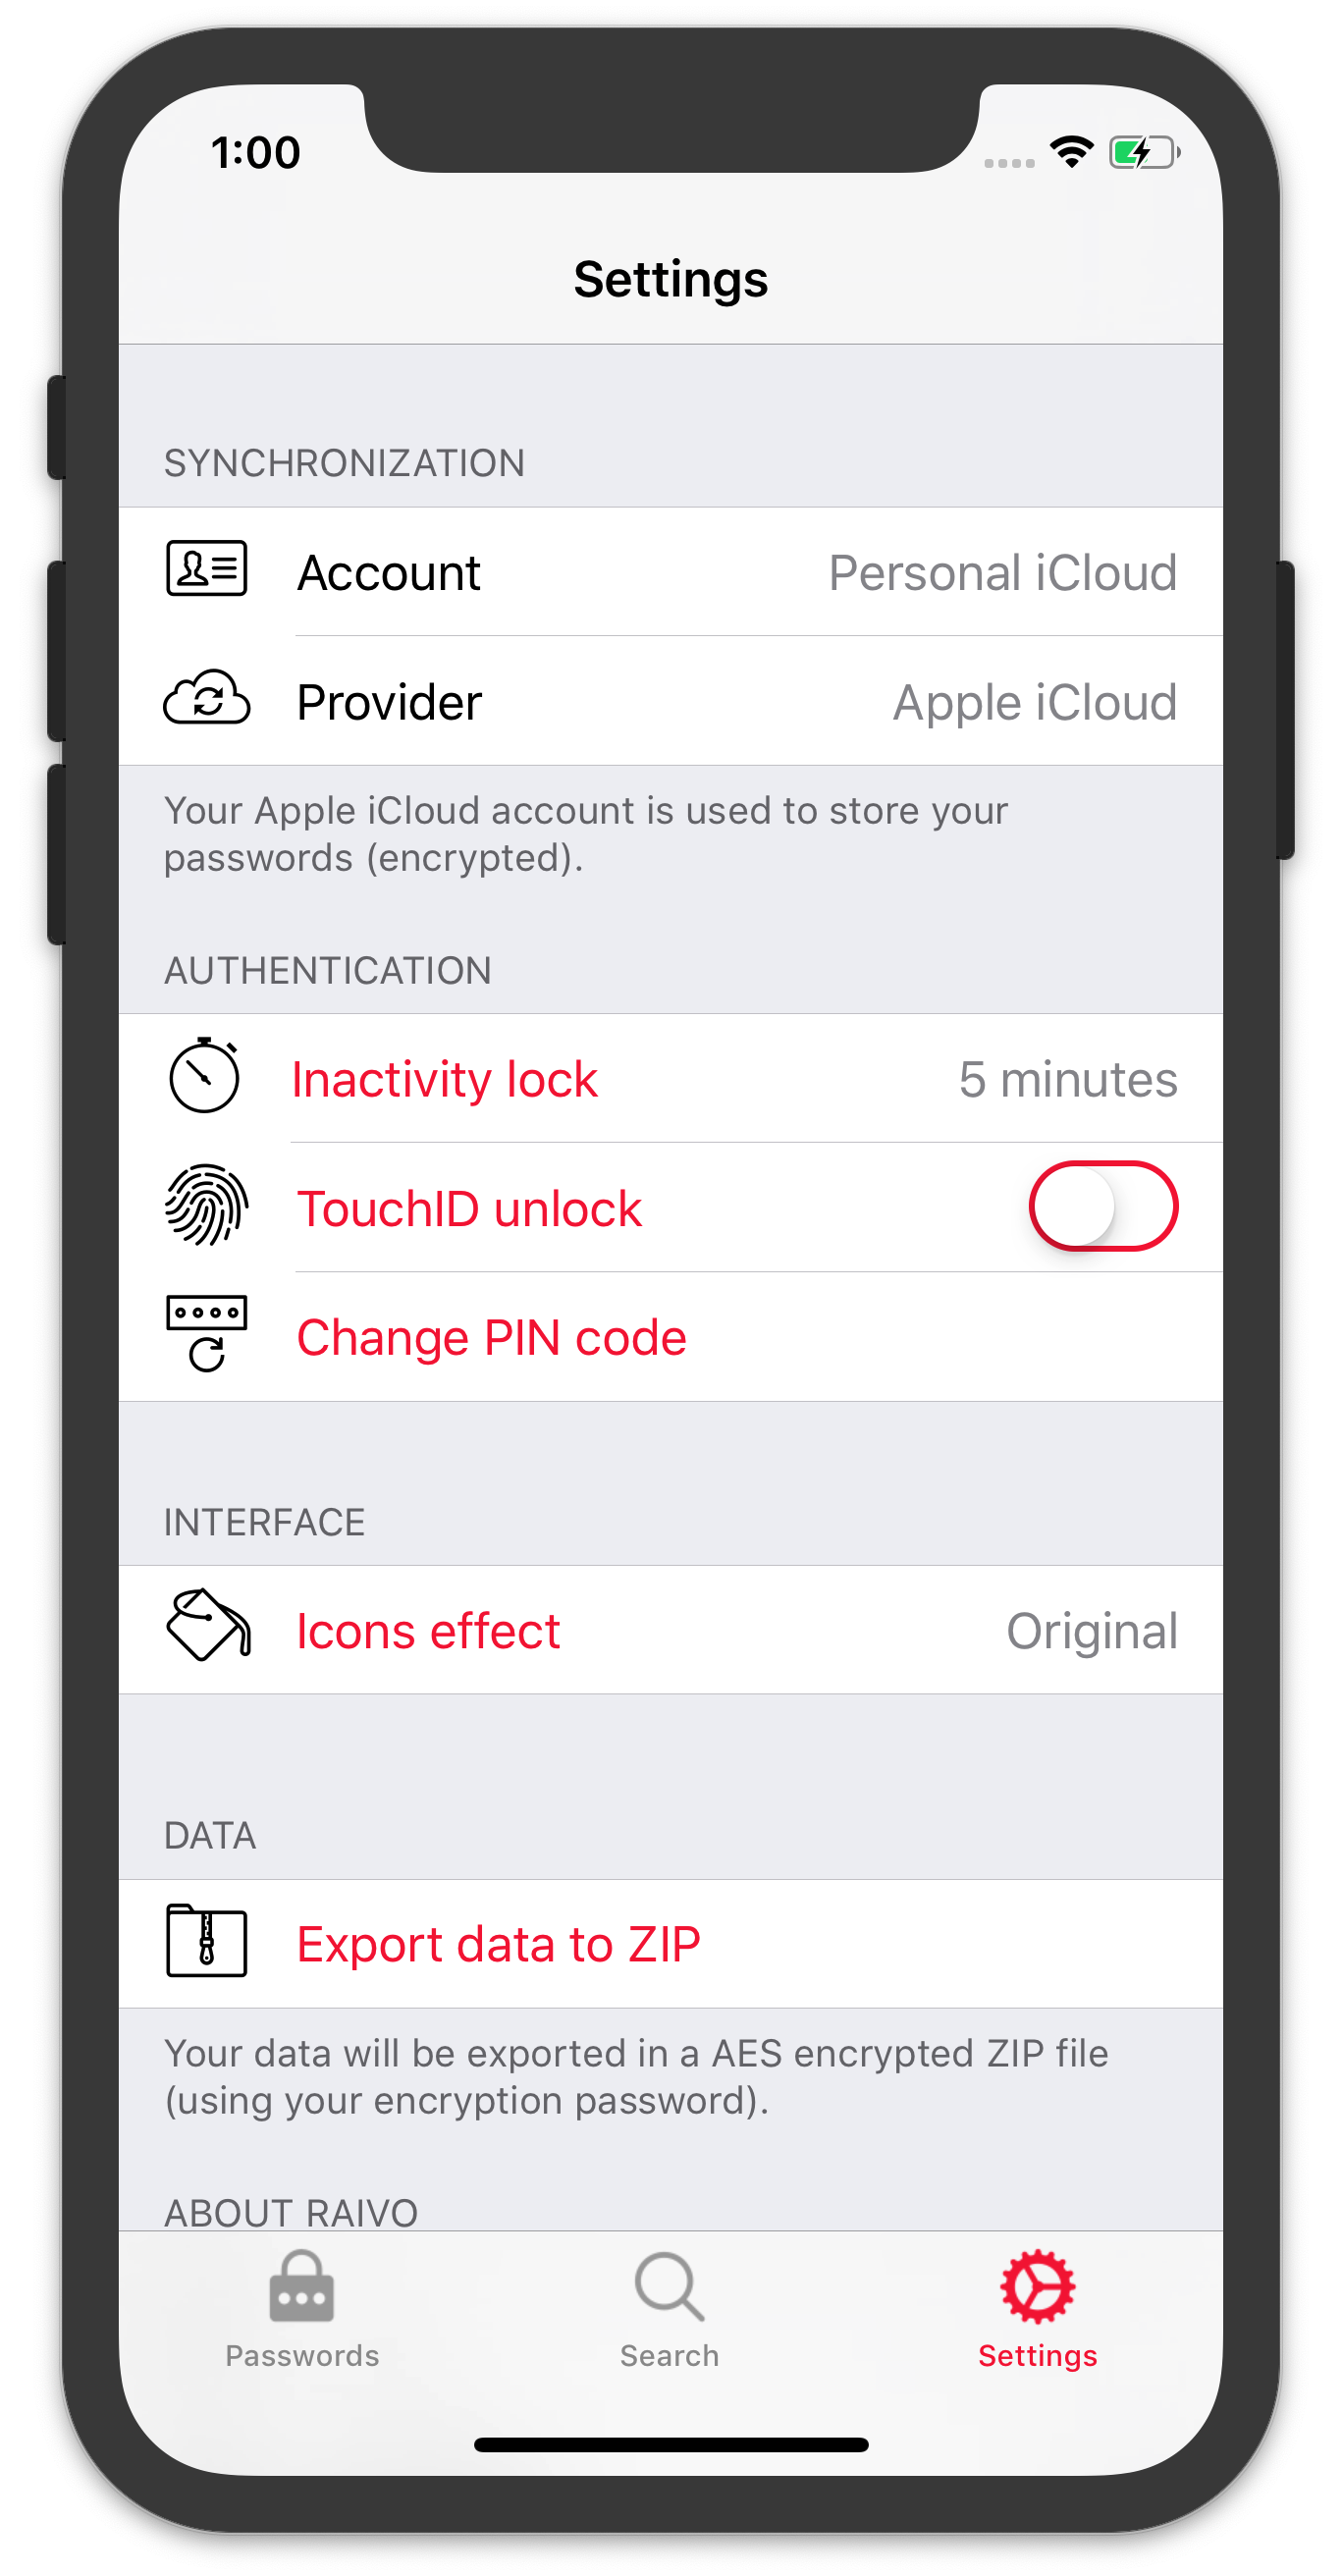 1:00
Settings
SYNCHRONIZATION
Account Personal iCloud
Provider Apple iCloud
Your Apple iCloud account is used to store your
passwords (encrypted).
AUTHENTICATION
Inactivity lock 5 minutes
TouchID unlock
Change PIN code
INTERFACE
Icons effect Original
DATA
Export data to ZIP
Your data will be exported in a AES encrypted ZIP file
(using your encryption password).
ABOUT RAIVO
Passwords Search Settings